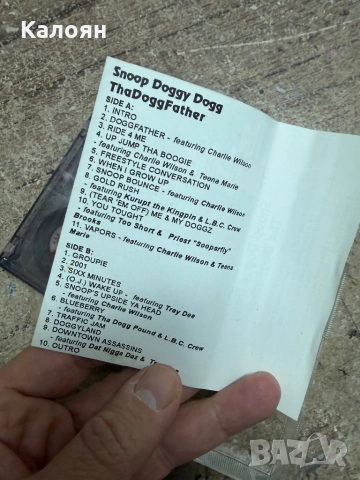 Калоян
Snoop Doggy Dogg
ThaDoggFather
SIDE A:
1. INTRO
2. DOGGFATHER - featuring Charlie Wilson
3. RIDE 4 ME
4. UP JUMP THA BOOGIE
- featuring Charlie Wilson & Teena Marie
5. FREESTYLE CONVERSATION
6. WHEN I GROW UP
7. SNOOP BOUNCE - featuring Charlie Wilson
8. GOLD RUSH
- featuring Kurupt the Kingpin & L.B.C. Crew
9. (TEAR 'EM OFF) ME & MY DOGGZ
10. YOU TOUGHT
- featuring Too Short & Priest "Sooperfly"
Brooks
11. VAPORS - featuring Charlie Wilson & Teena
Marie
SIDE B:
1. GROUPIE
2. 2001
3. SIXX MINUTES
4. (O.J.) WAKE UP - featuring Trey Dee
5. SNOOP'S UPSIDE YA HEAD
- featuring Charlie Wilson
6. BLUEBERRY
- featuring Tha Dogg Pound & L.B.C. Crew
7. TRAFFIC JAM
8. DOGGYLAND
9. DOWNTOWN ASSASSINS
- featuring Dat Nigga Daz &
10. OUTRO
BAZAR